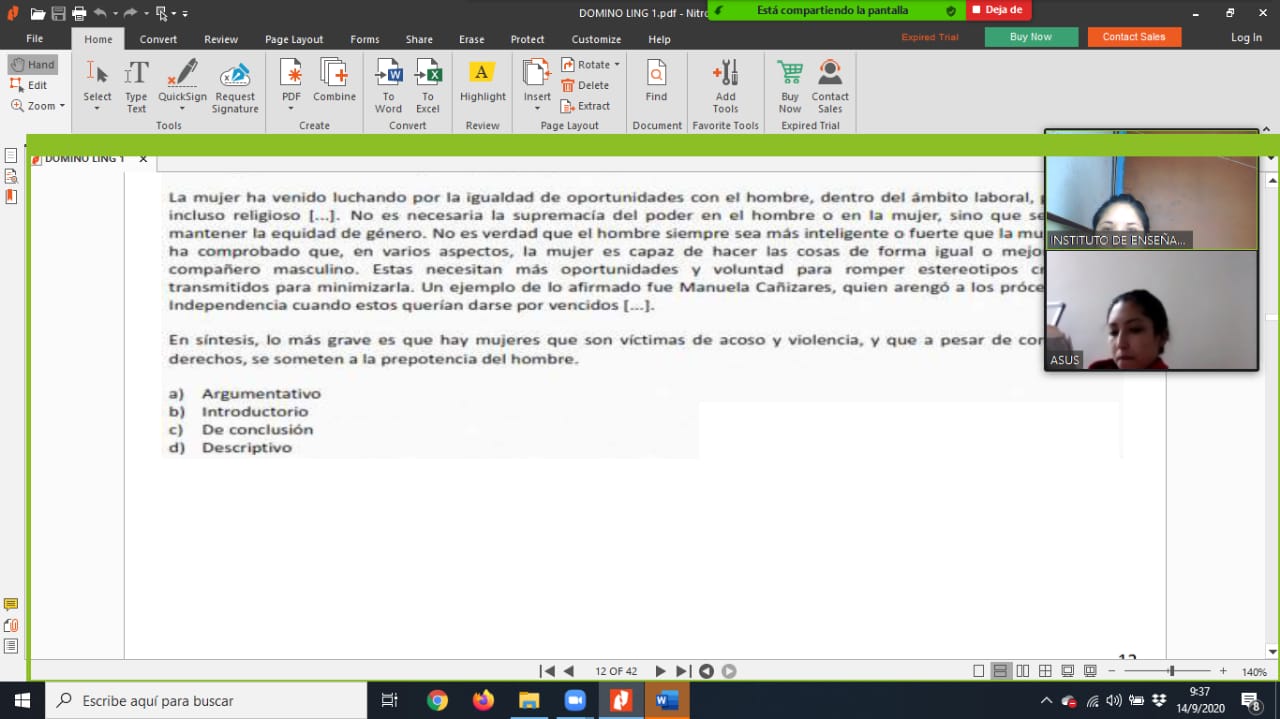 DOMINO LING 1.pdf - Nitro
Está compartiendo la pantalla
Deja de
File
Home
Convert
Review
Page Layout
Forms
Share
Erase
Protect
Customize
Help
Expired Trial
Buy Now
Contact Sales
Log In
Hand
Edit
Zoom
Select
Type Text
QuickSign
Request Signature
Tools
PDF
Combine
Create
To Word
To Excel
Convert
Highlight
Review
Insert
Rotate
Delete
Extract
Page Layout
Find
Document
Add Tools
Favorite Tools
Buy Now
Contact Sales
Expired Trial
DOMINO LING 1
La mujer ha venido luchando por la igualdad de oportunidades con el hombre, dentro del ámbito laboral,
incluso religioso [...]. No es necesaria la supremacía del poder en el hombre o en la mujer, sino que se
mantener la equidad de género. No es verdad que el hombre siempre sea más inteligente o fuerte que la mu
ha comprobado que, en varios aspectos, la mujer es capaz de hacer las cosas de forma igual o mejo
compañero masculino. Estas necesitan más oportunidades y voluntad para romper estereotipos cr
transmitidos para minimizarla. Un ejemplo de lo afirmado fue Manuela Cañizares, quien arengó a los próce
Independencia cuando estos querían darse por vencidos [...].
En síntesis, lo más grave es que hay mujeres que son víctimas de acoso y violencia, y que a pesar de con
derechos, se someten a la prepotencia del hombre.
a) Argumentativo
b) Introductorio
c) De conclusión
d) Descriptivo
INSTITUTO DE ENSEÑA...
ASUS
12 OF 42
140%
Escribe aquí para buscar
9:37
14/9/2020
8